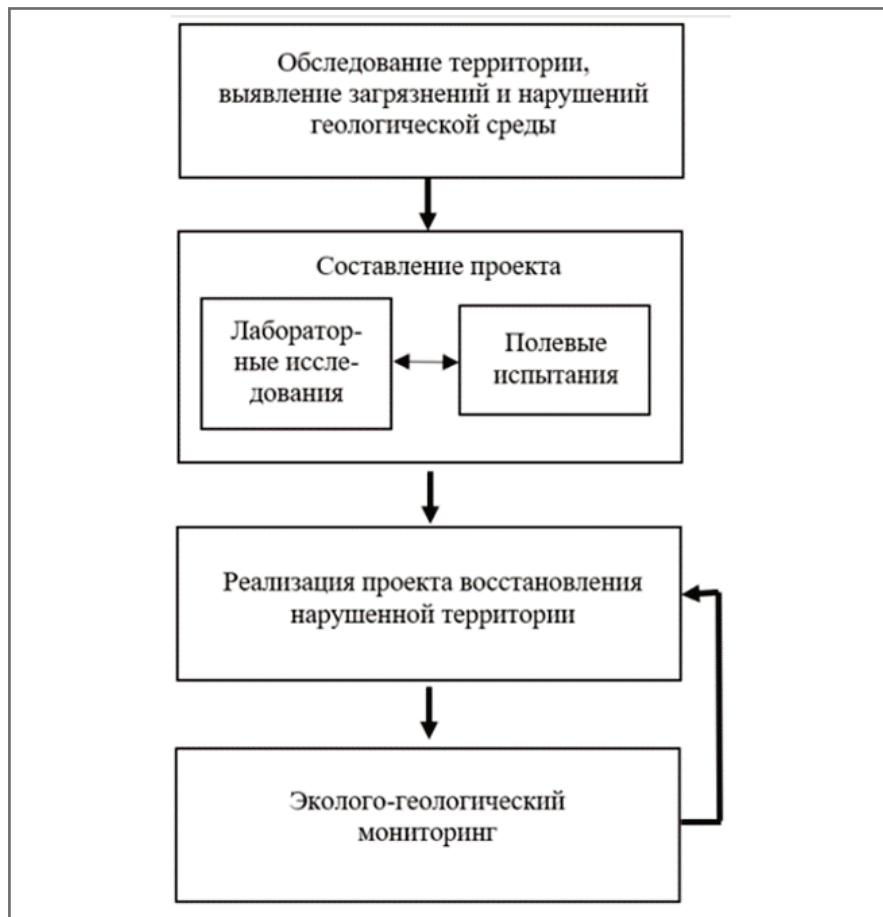 Обследование территории,
выявление загрязнений и нарушений
геологической среды
Составление проекта
Лаборатор-
ные иссле-
дования
Полевые
испытания
Реализация проекта восстановления
нарушенной территории
Эколого-геологический
мониторинг